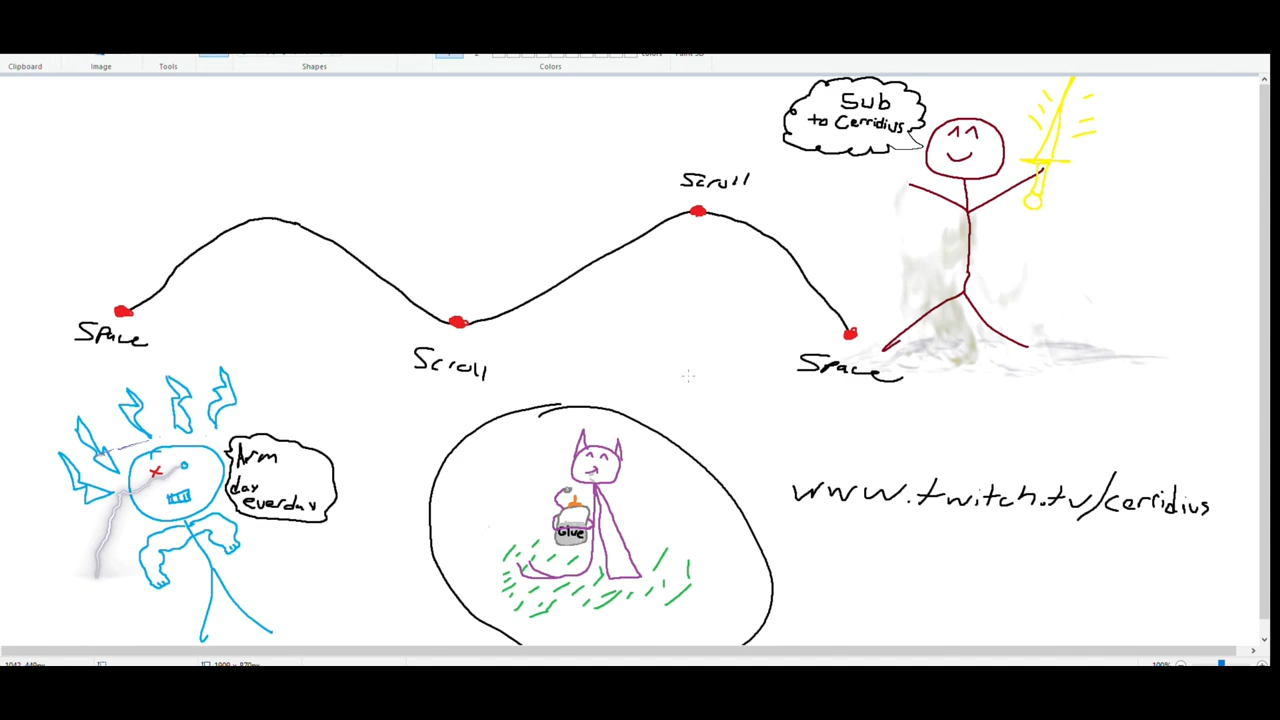 Clipboard
Image
Tools
Shapes
Colors
Sub
to Cerridius
Scroll
Space
Scroll
Space
Arm
day
everday
Glue
www.twitch.tv/cerridius
100%